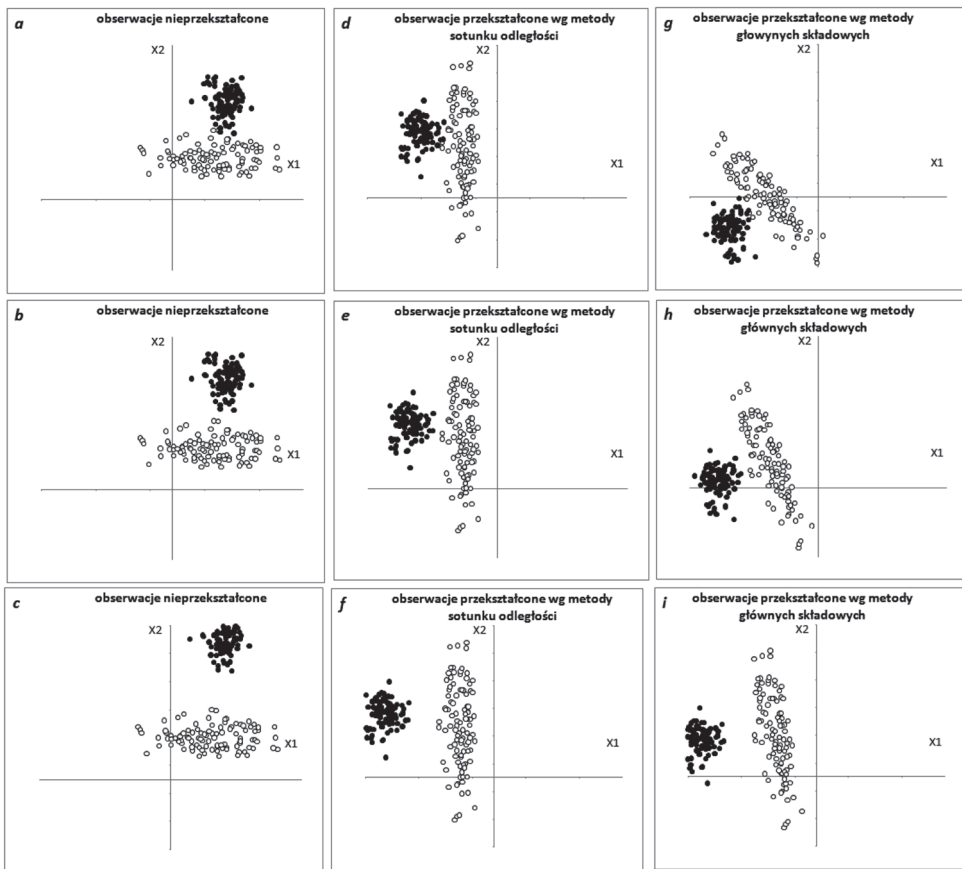 a
obserwacje nieprzekształcone
X2
X1
d
obserwacje przekształcone wg metody
sotunku odległości
X2
X1
g
obserwacje przekształcone wg metody
głowynych składowych
X2
X1
b
obserwacje nieprzekształcone
X2
X1
e
obserwacje przekształcone wg metody
sotunku odległości
X2
X1
h
obserwacje przekształcone wg metody
głównych składowych
X2
X1
c
obserwacje nieprzekształcone
X2
X1
f
obserwacje przekształcone wg metody
sotunku odległości
X2
X1
i
obserwacje przekształcone wg metody
głównych składowych
X2
X1